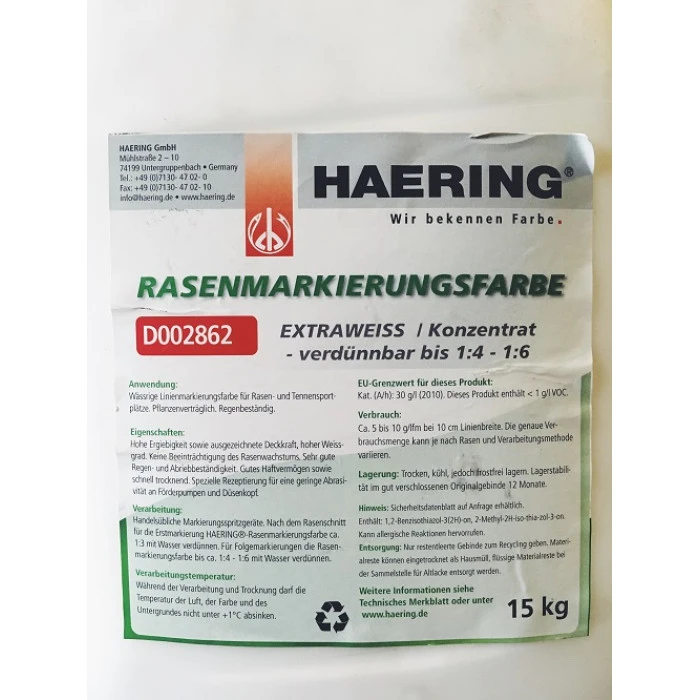 HAERING GmbH
Mühlstraße 2 – 10
74199 Untergruppenbach • Germany
Tel.: +49 (0)7130- 47 02- 0
Fax: +49 (0)7130- 47 02- 10
info@haering.de • www.haering.de
HAERING®
Wir bekennen Farbe.
RASENMARKIERUNGSFARBE
D002862
EXTRAWEISS / Konzentrat
- verdünnbar bis 1:4 - 1:6
Anwendung:
Wässrige Linienmarkierungsfarbe für Rasen- und Tennensport-
plätze. Pflanzenverträglich. Regenbeständig.
Eigenschaften:
Hohe Ergiebigkeit sowie ausgezeichnete Deckkraft, hoher Weiss-
grad. Keine Beeinträchtigung des Rasenwachstums. Sehr gute
Regen- und Abriebbeständigkeit. Gutes Haftvermögen sowie
schnell trocknend. Spezielle Rezeptierung für eine geringe Abrasi-
vität an Förderpumpen und Düsenkopf.
Verarbeitung:
Handelsübliche Markierungsspritzgeräte. Nach dem Rasenschnitt
für die Erstmarkierung HAERING®-Rasenmarkierungsfarbe ca.
1:3 mit Wasser verdünnen. Für Folgemarkierungen die Rasen-
markierungsfarbe bis ca. 1:4 - 1:6 mit Wasser verdünnen.
Verarbeitungstemperatur:
Während der Verarbeitung und Trocknung darf die
Temperatur der Luft, der Farbe und des
Untergrundes nicht unter +1°C absinken.
EU-Grenzwert für dieses Produkt:
Kat. (A/h): 30 g/l (2010). Dieses Produkt enthält < 1 g/l VOC.
Verbrauch:
Ca. 5 bis 10 g/lfm bei 10 cm Linienbreite. Die genaue Ver-
brauchsmenge kann je nach Rasen und Verarbeitungsmethode
variieren.
Lagerung: Trocken, kühl, jedoch frostfrei lagern. Lagerstabili-
tät im gut verschlossenen Originalgebinde 12 Monate.
Hinweis: Sicherheitsdatenblatt auf Anfrage erhältlich.
Enthält: 1,2-Benzisothiazol-3(2H)-on, 2-Methyl-2H-iso-thia-zol-3-on.
Kann allergische Reaktionen hervorrufen.
Entsorgung: Nur restentleerte Gebinde zum Recycling geben. Materi-
alreste können eingetrocknet als Hausmüll, flüssige Materialreste bei
der Sammelstelle für Altlacke entsorgt werden.
Weitere Informationen siehe
Technisches Merkblatt oder unter
www.haering.de
15 kg